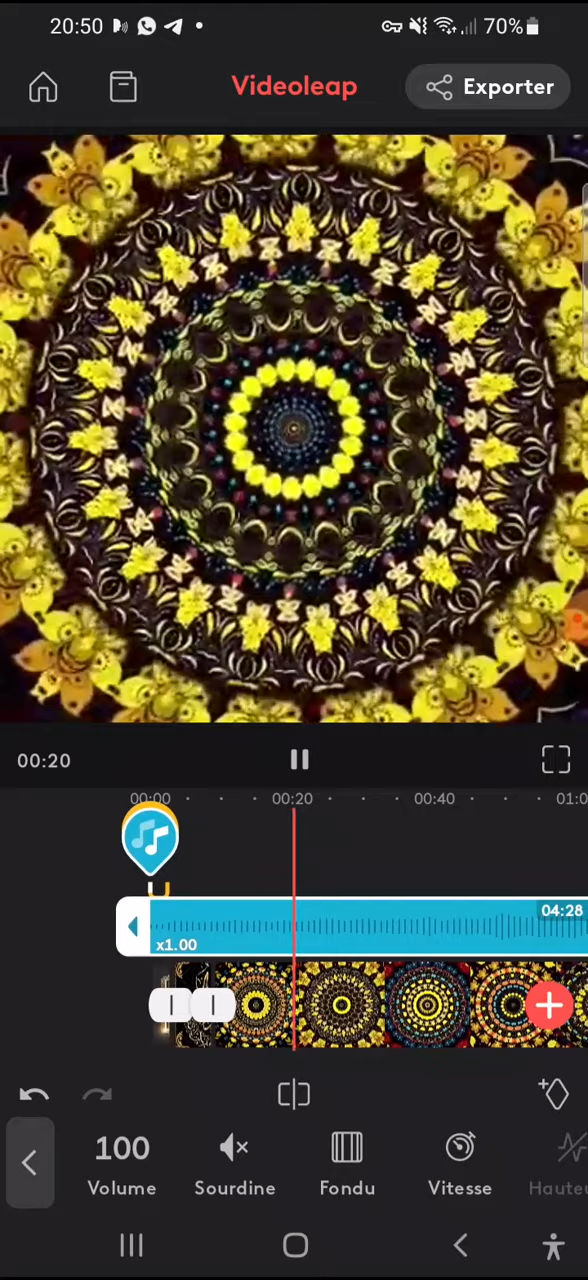 20:50
70%
Videoleap
Exporter
00:20
00:00
00:20
00:40
01:0
04:28
x1.00
100
Volume
Sourdine
Fondu
Vitesse
Hauteu